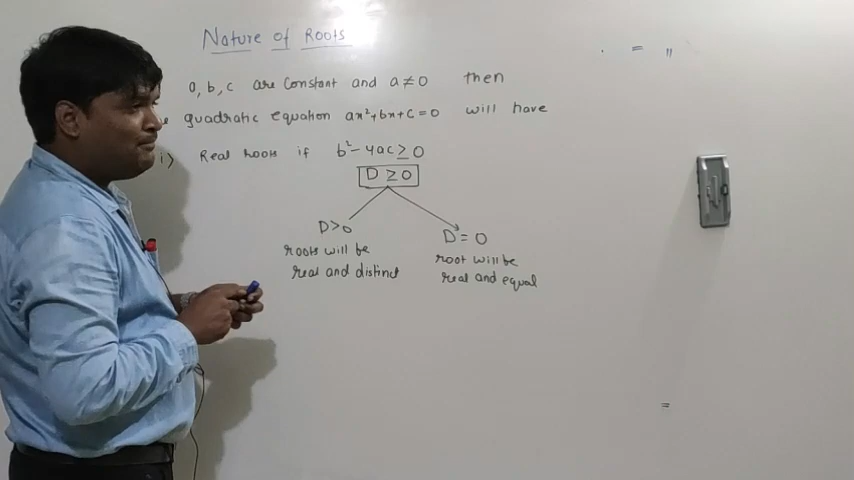 Nature of Roots
a, b, c are constant and a≠0 then
quadratic equation ax²+bx+c=0 will have
i) Real roots if b²-4ac≥0
D≥0
D>0
roots will be
real and distinct
D=0
root will be
real and equal
= "
=